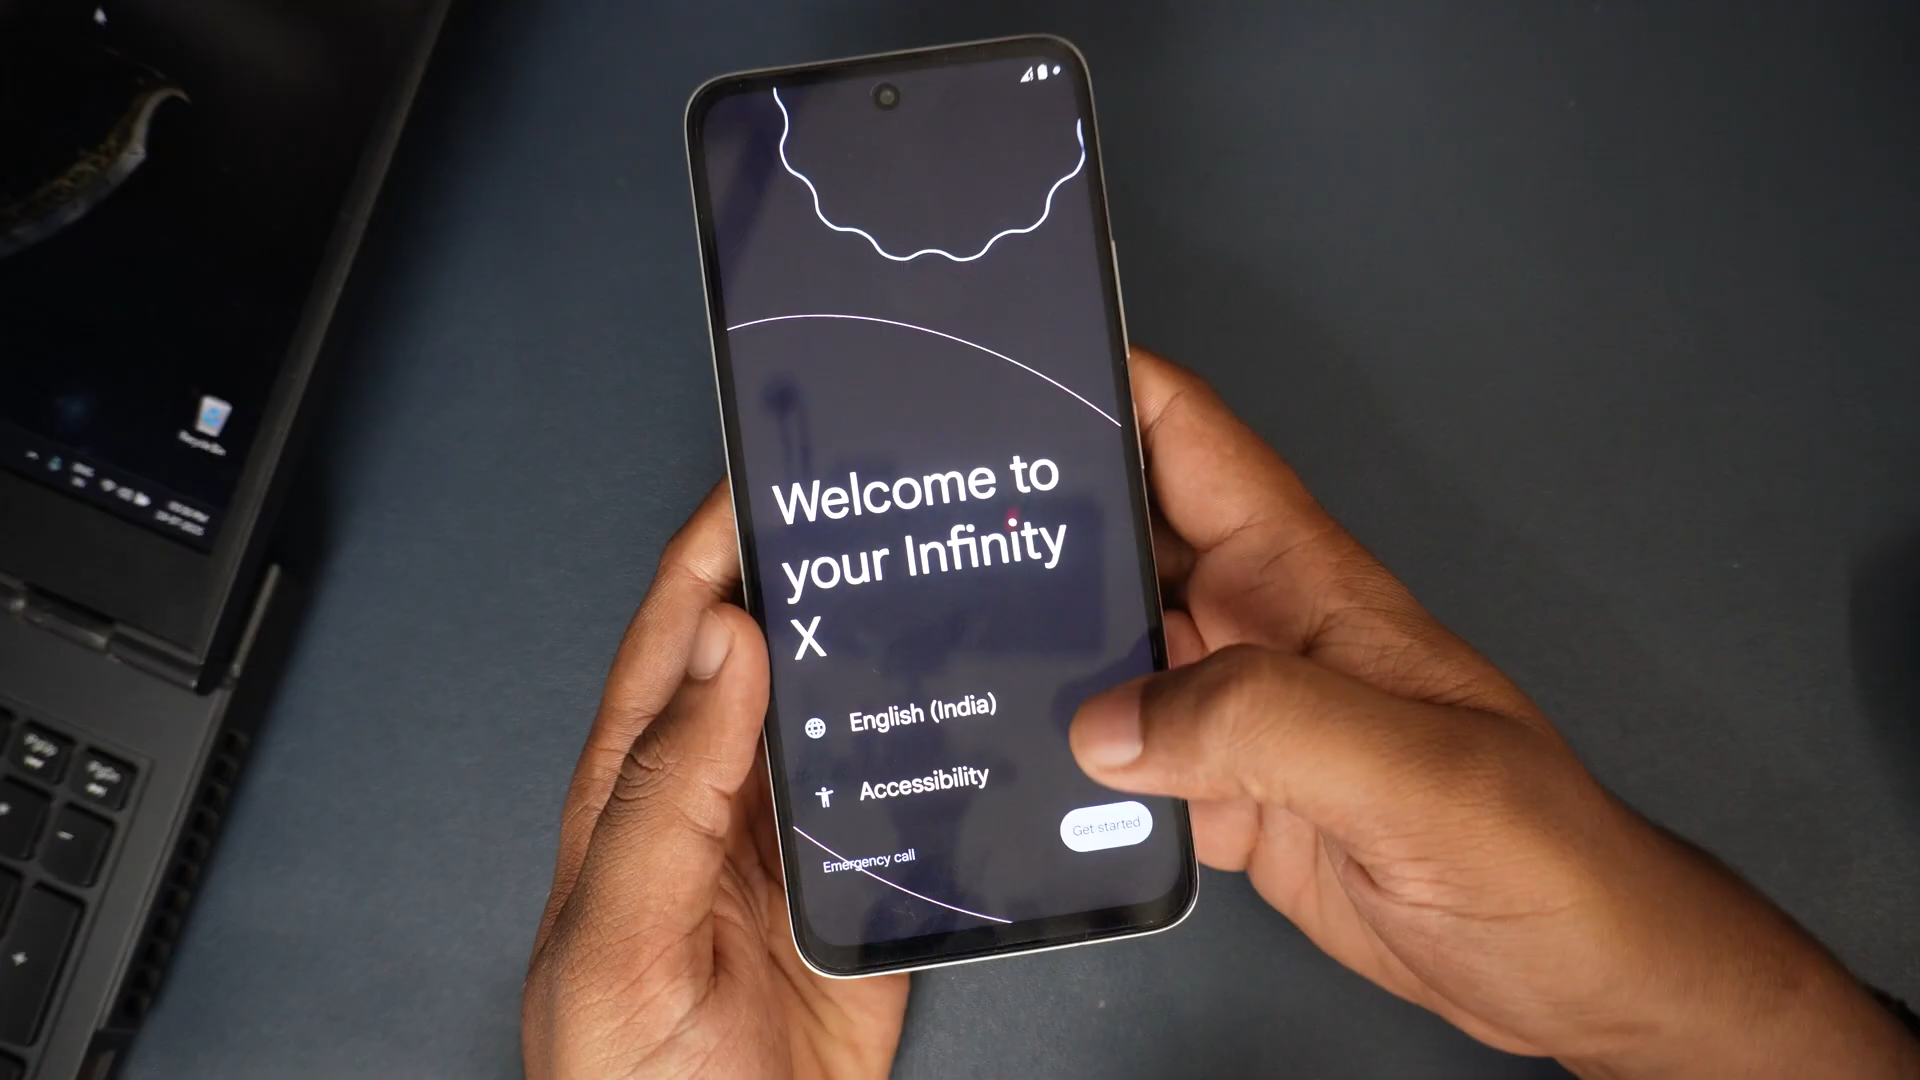 Welcome to
your Infinity
X
English (India)
Accessibility
Get started
Emergency call